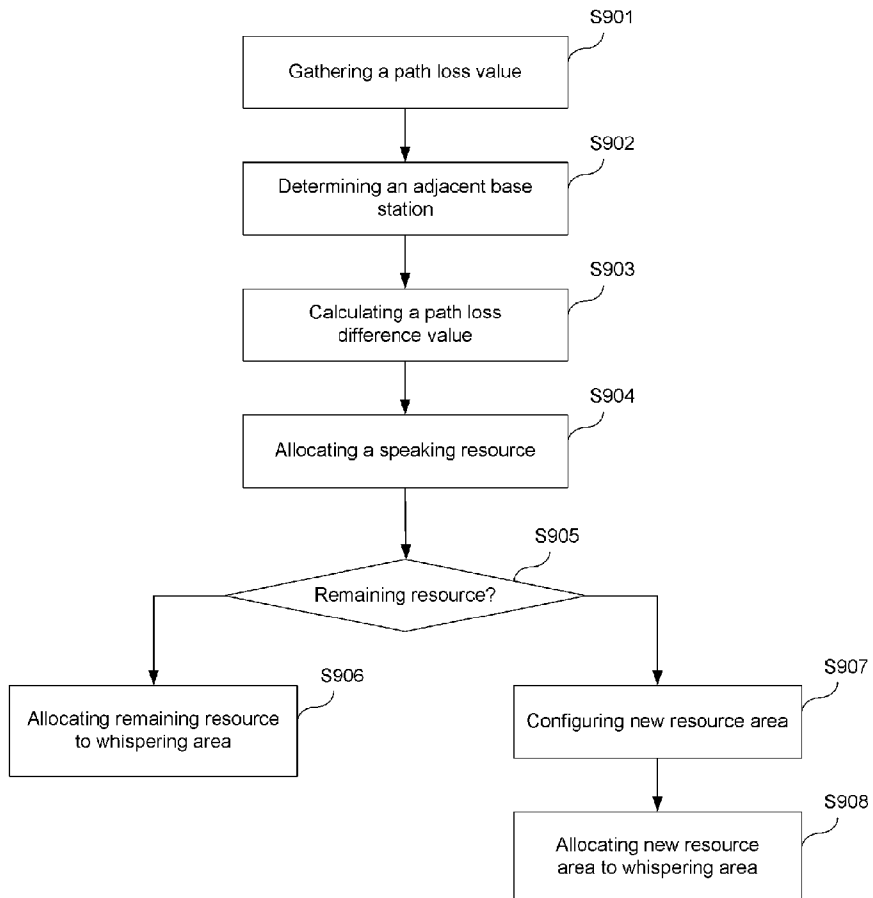 S901
Gathering a path loss value
S902
Determining an adjacent base
station
S903
Calculating a path loss
difference value
S904
Allocating a speaking resource
S905
Remaining resource?
S906
Allocating remaining resource
to whispering area
S907
Configuring new resource area
S908
Allocating new resource
area to whispering area